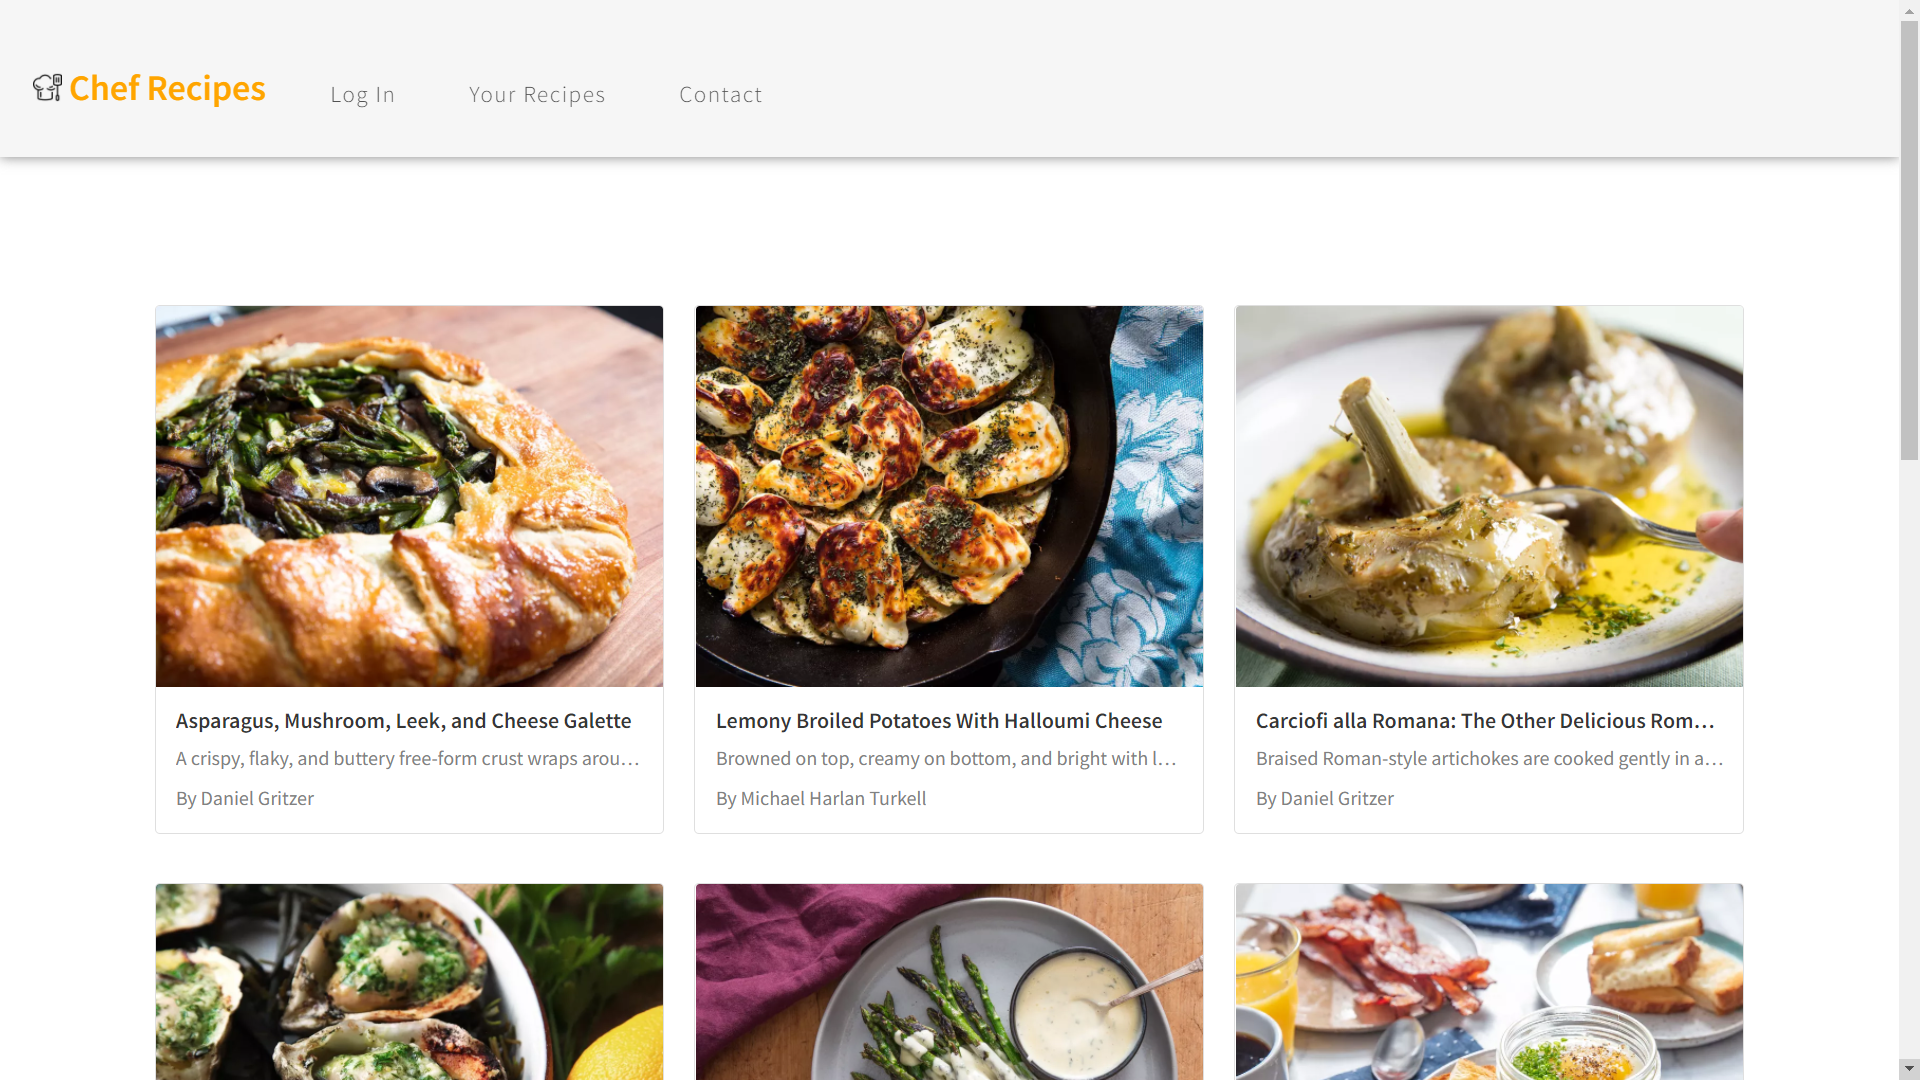 Chef Recipes
Log In
Your Recipes
Contact
Asparagus, Mushroom, Leek, and Cheese Galette
A crispy, flaky, and buttery free-form crust wraps arou...
By Daniel Gritzer
Lemony Broiled Potatoes With Halloumi Cheese
Browned on top, creamy on bottom, and bright with l...
By Michael Harlan Turkell
Carciofi alla Romana: The Other Delicious Rom...
Braised Roman-style artichokes are cooked gently in a...
By Daniel Gritzer